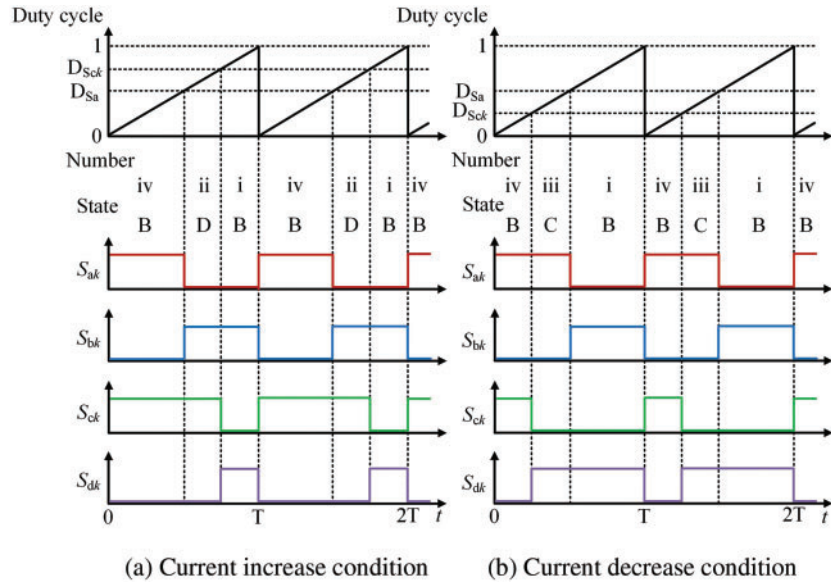 Duty cycle
1
D_Sck
D_Sa
0
Number
iv ii i iv ii i iv
State
B D B B D B B
S_ak
S_bk
S_ck
S_dk
0 T 2T t
(a) Current increase condition
Duty cycle
1
D_Sa
D_Sck
0
Number
iv iii i iv iii i iv
State
B C B B C B B
S_ak
S_bk
S_ck
S_dk
0 T 2T t
(b) Current decrease condition